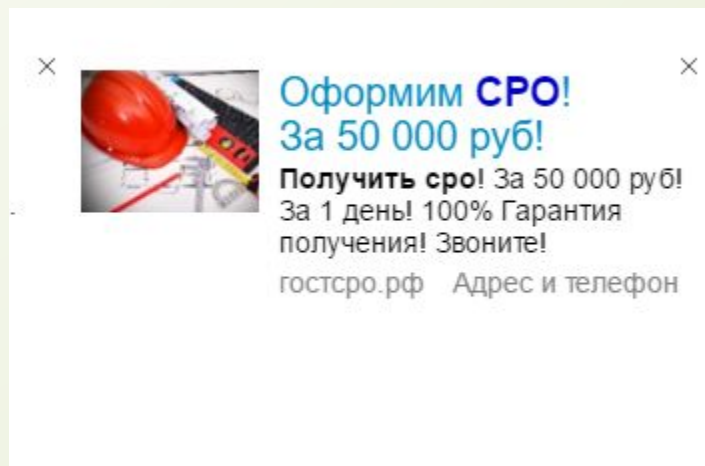 Оформим СРО!
За 50 000 руб!
Получить сро! За 50 000 руб!
За 1 день! 100% Гарантия
получения! Звоните!
гостсро.рф Адрес и телефон